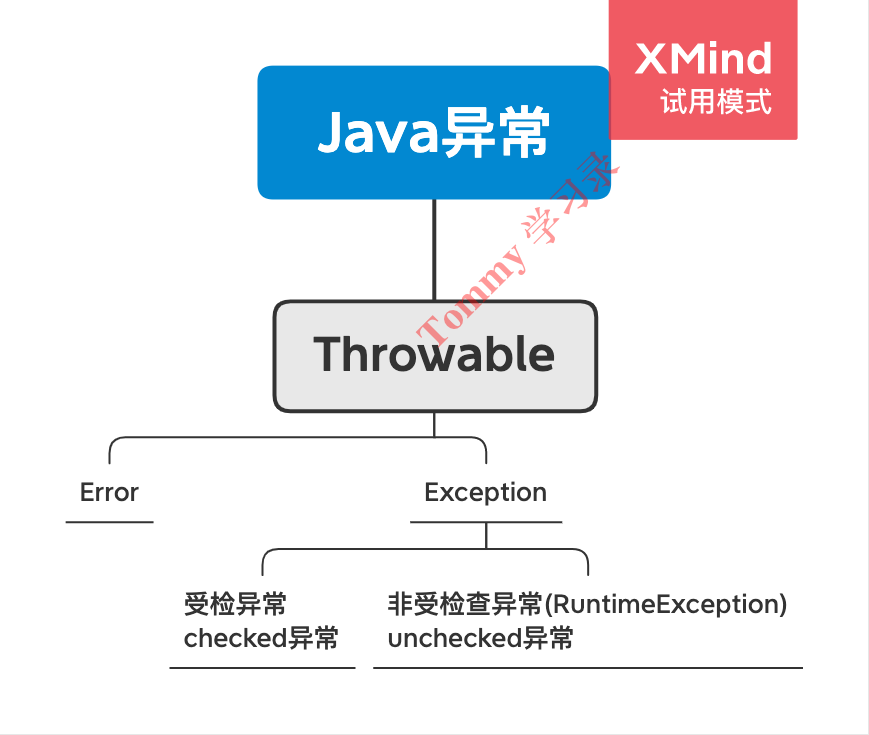 XMind
试用模式
Java异常
Tommy 学习录
Throwable
Error
Exception
受检异常
checked异常
非受检查异常(RuntimeException)
unchecked异常